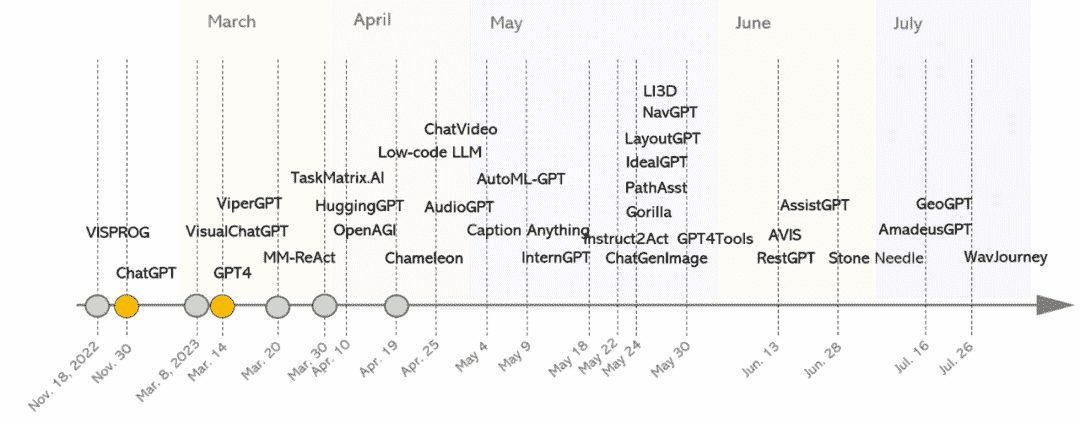 March
April
May
June
July
LI3D
NavGPT
ChatVideo
LayoutGPT
Low-code LLM
IdealGPT
TaskMatrix.AI
AutoML-GPT
PathAsst
ViperGPT
HuggingGPT
AudioGPT
Gorilla
AssistGPT
GeoGPT
VISPROG
VisualChatGPT
OpenAGI
Caption Anything
Instruct2Act
GPT4Tools
AVIS
AmadeusGPT
MM-ReAct
Chameleon
InternGPT
ChatGenImage
RestGPT
Stone Needle
WavJourney
ChatGPT
GPT4
Nov. 18, 2022
Nov. 30
Mar. 8, 2023
Mar. 14
Mar. 20
Mar. 30
Apr. 10
Apr. 19
Apr. 25
May 4
May 9
May 18
May 22
May 24
May 30
Jun. 13
Jun. 28
Jul. 16
Jul. 26